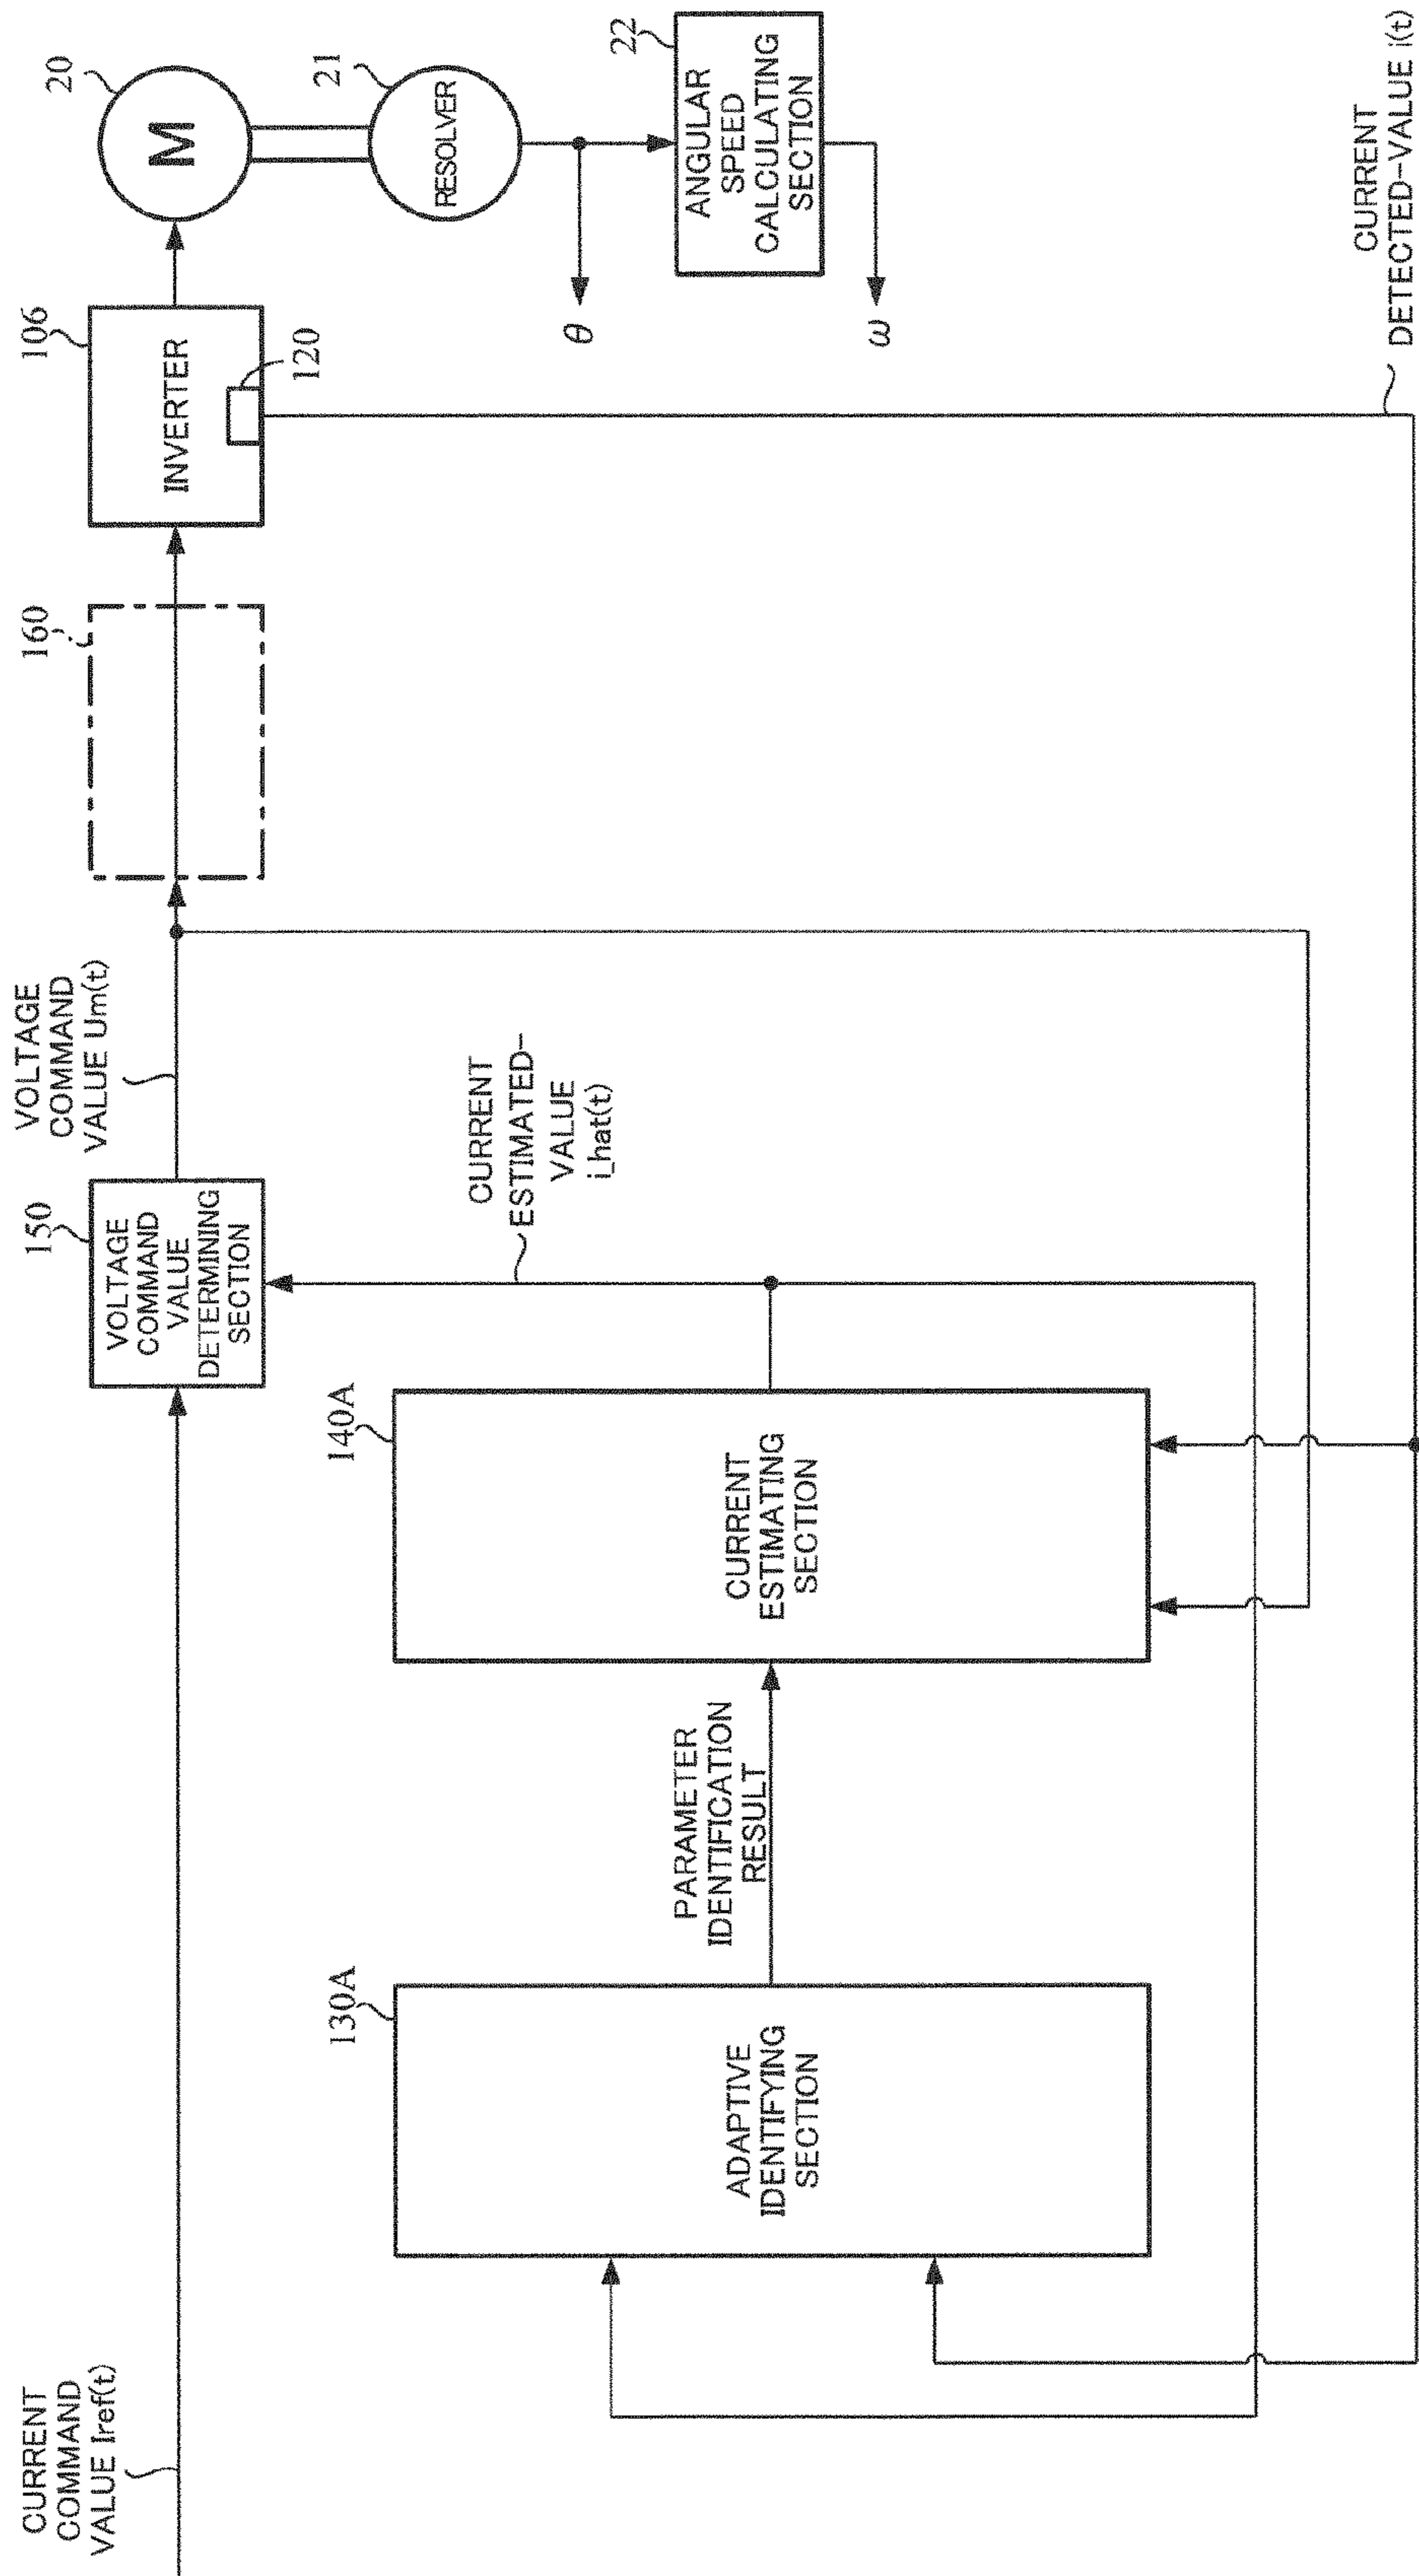 CURRENT
COMMAND
VALUE Iref(t)
150
VOLTAGE
COMMAND
VALUE
DETERMINING
SECTION
VOLTAGE
COMMAND
VALUE Um(t)
160
106
INVERTER
120
20
M
21
RESOLVER
22
ANGULAR
SPEED
CALCULATING
SECTION
θ
ω
CURRENT
ESTIMATED-
VALUE
i_hat(t)
130A
ADAPTIVE
IDENTIFYING
SECTION
PARAMETER
IDENTIFICATION
RESULT
140A
CURRENT
ESTIMATING
SECTION
CURRENT
DETECTED-VALUE i(t)